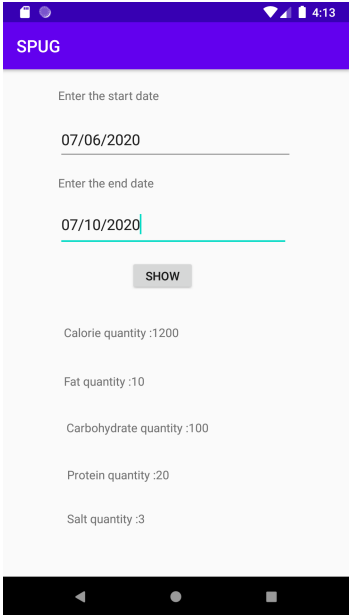 4:13
SPUG
Enter the start date
07/06/2020
Enter the end date
07/10/2020
SHOW
Calorie quantity :1200
Fat quantity :10
Carbohydrate quantity :100
Protein quantity :20
Salt quantity :3